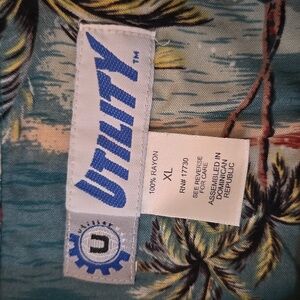 UTILITY™
U
100% RAYON
XL
RN# 17730
SEE REVERSE
FOR CARE
ASSEMBLED IN
DOMINICAN
REPUBLIC